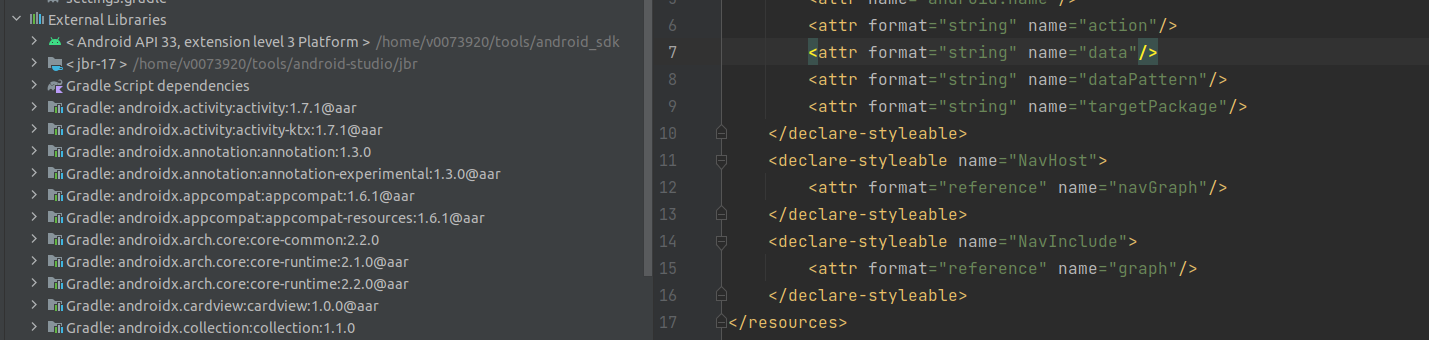 settings.gradle
External Libraries
< Android API 33, extension level 3 Platform > /home/v0073920/tools/android_sdk
< jbr-17 > /home/v0073920/tools/android-studio/jbr
Gradle Script dependencies
Gradle: androidx.activity:activity:1.7.1@aar
Gradle: androidx.activity:activity-ktx:1.7.1@aar
Gradle: androidx.annotation:annotation:1.3.0
Gradle: androidx.annotation:annotation-experimental:1.3.0@aar
Gradle: androidx.appcompat:appcompat:1.6.1@aar
Gradle: androidx.appcompat:appcompat-resources:1.6.1@aar
Gradle: androidx.arch.core:core-common:2.2.0
Gradle: androidx.arch.core:core-runtime:2.1.0@aar
Gradle: androidx.arch.core:core-runtime:2.2.0@aar
Gradle: androidx.cardview:cardview:1.0.0@aar
Gradle: androidx.collection:collection:1.1.0
5 <attr name="android:name"/>
6 <attr format="string" name="action"/>
7 <attr format="string" name="data"/>
8 <attr format="string" name="dataPattern"/>
9 <attr format="string" name="targetPackage"/>
10 </declare-styleable>
11 <declare-styleable name="NavHost">
12 <attr format="reference" name="navGraph"/>
13 </declare-styleable>
14 <declare-styleable name="NavInclude">
15 <attr format="reference" name="graph"/>
16 </declare-styleable>
17 </resources>